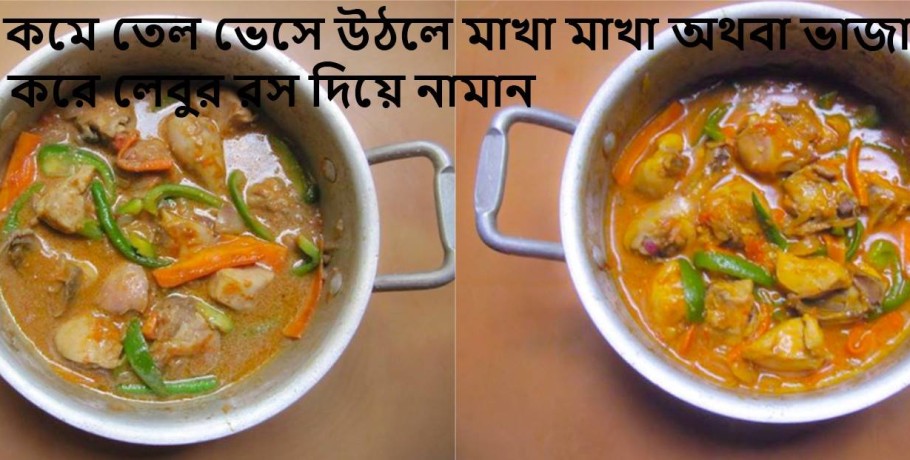 কমে তেল ভেসে উঠলে মাখা মাখা অথবা ভাজা
করে লেবুর রস দিয়ে নামান